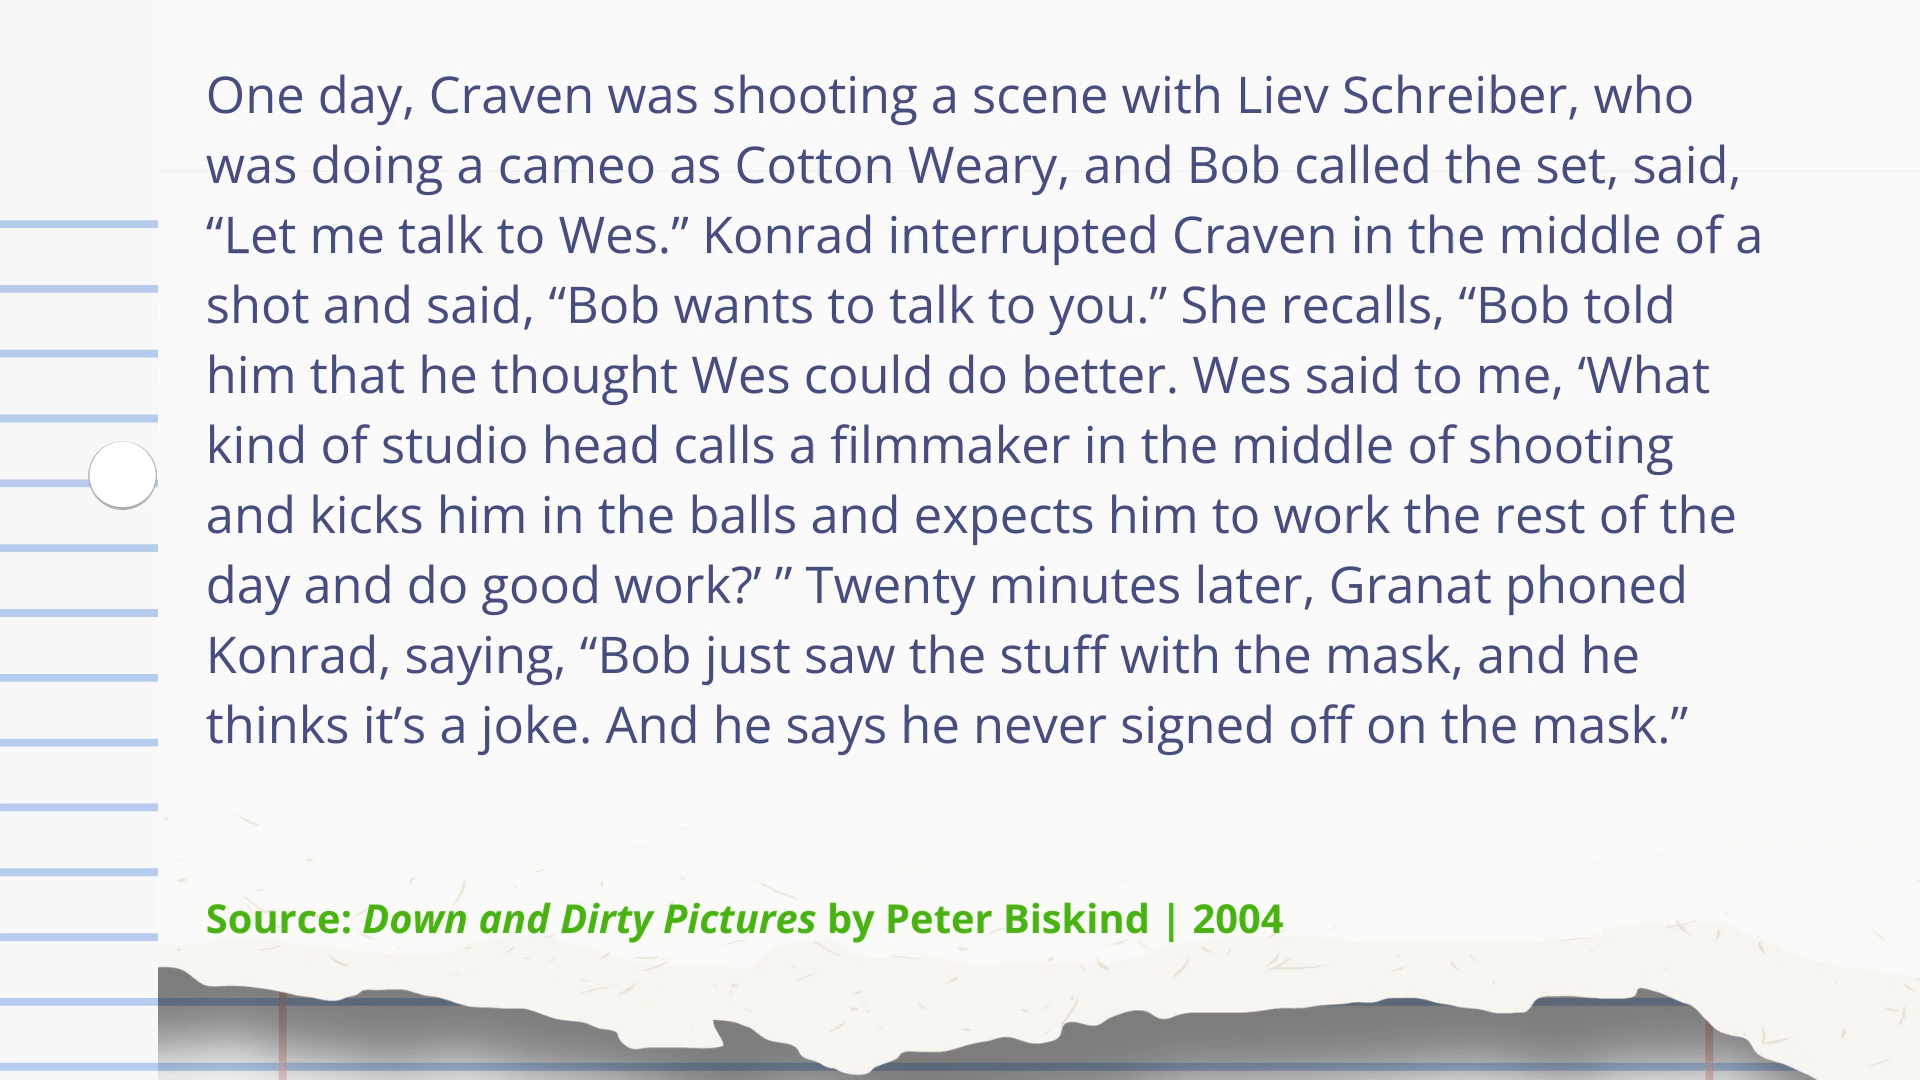 One day, Craven was shooting a scene with Liev Schreiber, who
was doing a cameo as Cotton Weary, and Bob called the set, said,
“Let me talk to Wes.” Konrad interrupted Craven in the middle of a
shot and said, “Bob wants to talk to you.” She recalls, “Bob told
him that he thought Wes could do better. Wes said to me, ‘What
kind of studio head calls a filmmaker in the middle of shooting
and kicks him in the balls and expects him to work the rest of the
day and do good work?’ ” Twenty minutes later, Granat phoned
Konrad, saying, “Bob just saw the stuff with the mask, and he
thinks it’s a joke. And he says he never signed off on the mask.”
Source: Down and Dirty Pictures by Peter Biskind | 2004